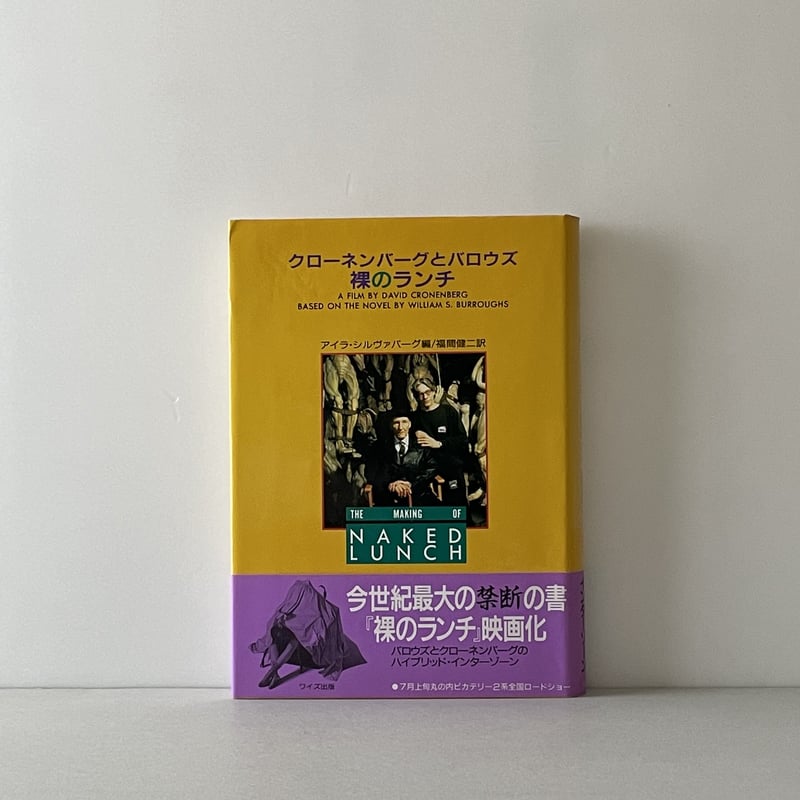 クローネンバーグとバロウズ
裸のランチ
A FILM BY DAVID CRONENBERG
BASED ON THE NOVEL BY WILLIAM S. BURROUGHS
アイラ・シルヴァバーグ編/福間健二訳
THE MAKING OF
NAKED
LUNCH
今世紀最大の禁断の書
『裸のランチ』映画化
バロウズとクローネンバーグの
ハイブリッド・インターゾーン
ワイズ出版
●7月上旬丸の内ピカデリー2系全国ロードショー